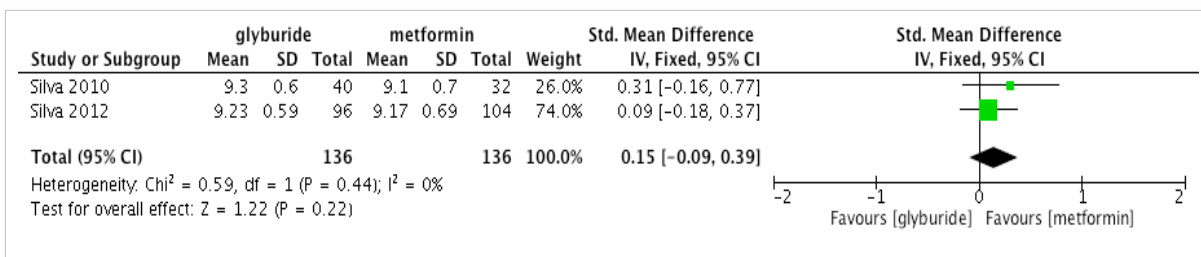 glyburide metformin Std. Mean Difference Std. Mean Difference
Study or Subgroup Mean SD Total Mean SD Total Weight IV, Fixed, 95% CI IV, Fixed, 95% CI
Silva 2010 9.3 0.6 40 9.1 0.7 32 26.0% 0.31 [-0.16, 0.77]
Silva 2012 9.23 0.59 96 9.17 0.69 104 74.0% 0.09 [-0.18, 0.37]
Total (95% CI) 136 136 100.0% 0.15 [-0.09, 0.39]
Heterogeneity: Chi² = 0.59, df = 1 (P = 0.44); I² = 0%
Test for overall effect: Z = 1.22 (P = 0.22)
-2 -1 0 1 2
Favours [glyburide] Favours [metformin]